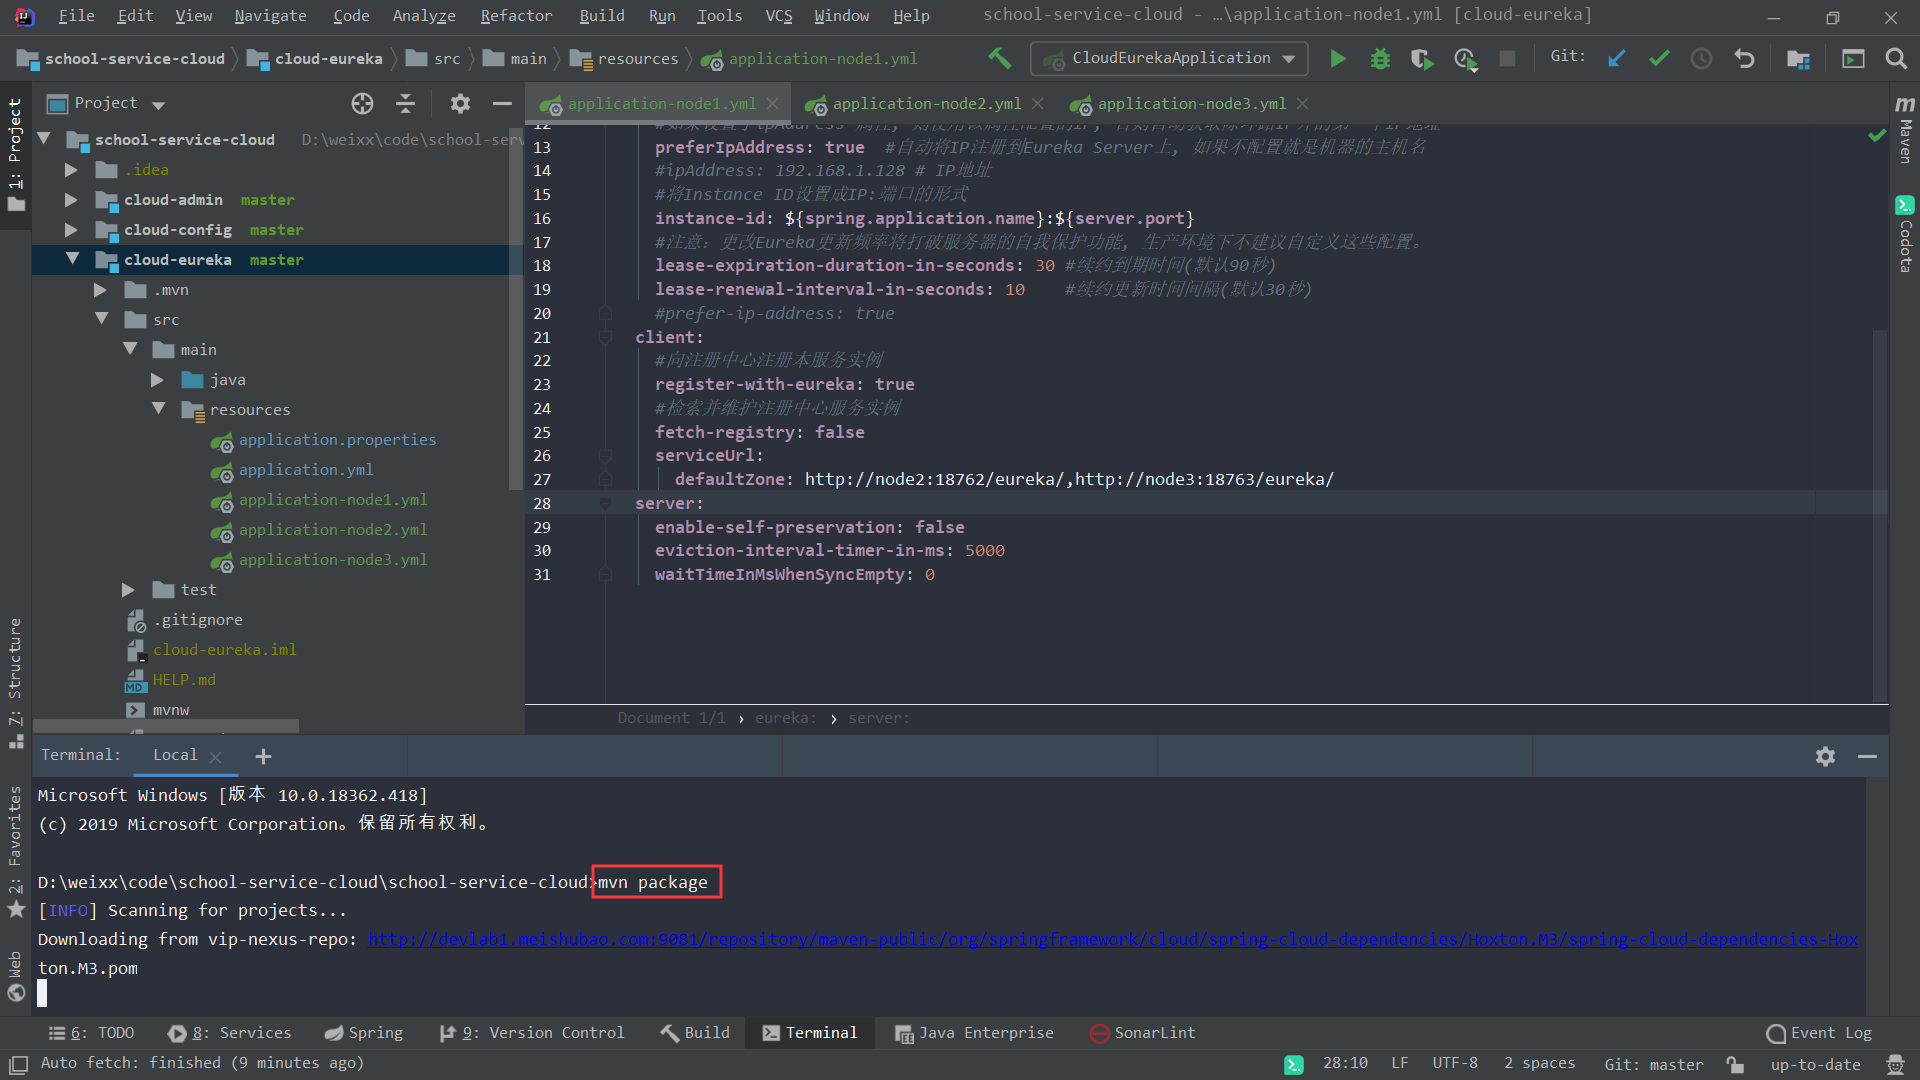 File Edit View Navigate Code Analyze Refactor Build Run Tools VCS Window Help school-service-cloud - …\application-node1.yml [cloud-eureka]
school-service-cloud cloud-eureka src main resources application-node1.yml CloudEurekaApplication Git:
Project application-node1.yml application-node2.yml application-node3.yml
1: Project
7: Structure
2: Favorites
Web
Maven
Codota
school-service-cloud D:\weixx\code\school-serv
.idea
cloud-admin master
cloud-config master
cloud-eureka master
.mvn
src
main
java
resources
application.properties
application.yml
application-node1.yml
application-node2.yml
application-node3.yml
test
.gitignore
cloud-eureka.iml
HELP.md
mvnw
13 preferIpAddress: true #自动将IP注册到Eureka Server上, 如果不配置就是机器的主机名
14 #ipAddress: 192.168.1.128 # IP地址
15 #将Instance ID设置成IP:端口的形式
16 instance-id: ${spring.application.name}:${server.port}
17 #注意：更改Eureka更新频率将打破服务器的自我保护功能, 生产环境下不建议自定义这些配置。
18 lease-expiration-duration-in-seconds: 30 #续约到期时间(默认90秒)
19 lease-renewal-interval-in-seconds: 10 #续约更新时间间隔(默认30秒)
20 #prefer-ip-address: true
21 client:
22 #向注册中心注册本服务实例
23 register-with-eureka: true
24 #检索并维护注册中心服务实例
25 fetch-registry: false
26 serviceUrl:
27 defaultZone: http://node2:18762/eureka/,http://node3:18763/eureka/
28 server:
29 enable-self-preservation: false
30 eviction-interval-timer-in-ms: 5000
31 waitTimeInMsWhenSyncEmpty: 0
Document 1/1 › eureka: › server:
Terminal: Local
Microsoft Windows [版本 10.0.18362.418]
(c) 2019 Microsoft Corporation。保留所有权利。
D:\weixx\code\school-service-cloud\school-service-cloud>mvn package
[INFO] Scanning for projects...
Downloading from vip-nexus-repo: http://devlab1.meishubao.com:9081/repository/maven-public/org/springframework/cloud/spring-cloud-dependencies/Hoxton.M3/spring-cloud-dependencies-Hox
ton.M3.pom
6: TODO 8: Services Spring 9: Version Control Build Terminal Java Enterprise SonarLint Event Log
Auto fetch: finished (9 minutes ago) 28:10 LF UTF-8 2 spaces Git: master up-to-date